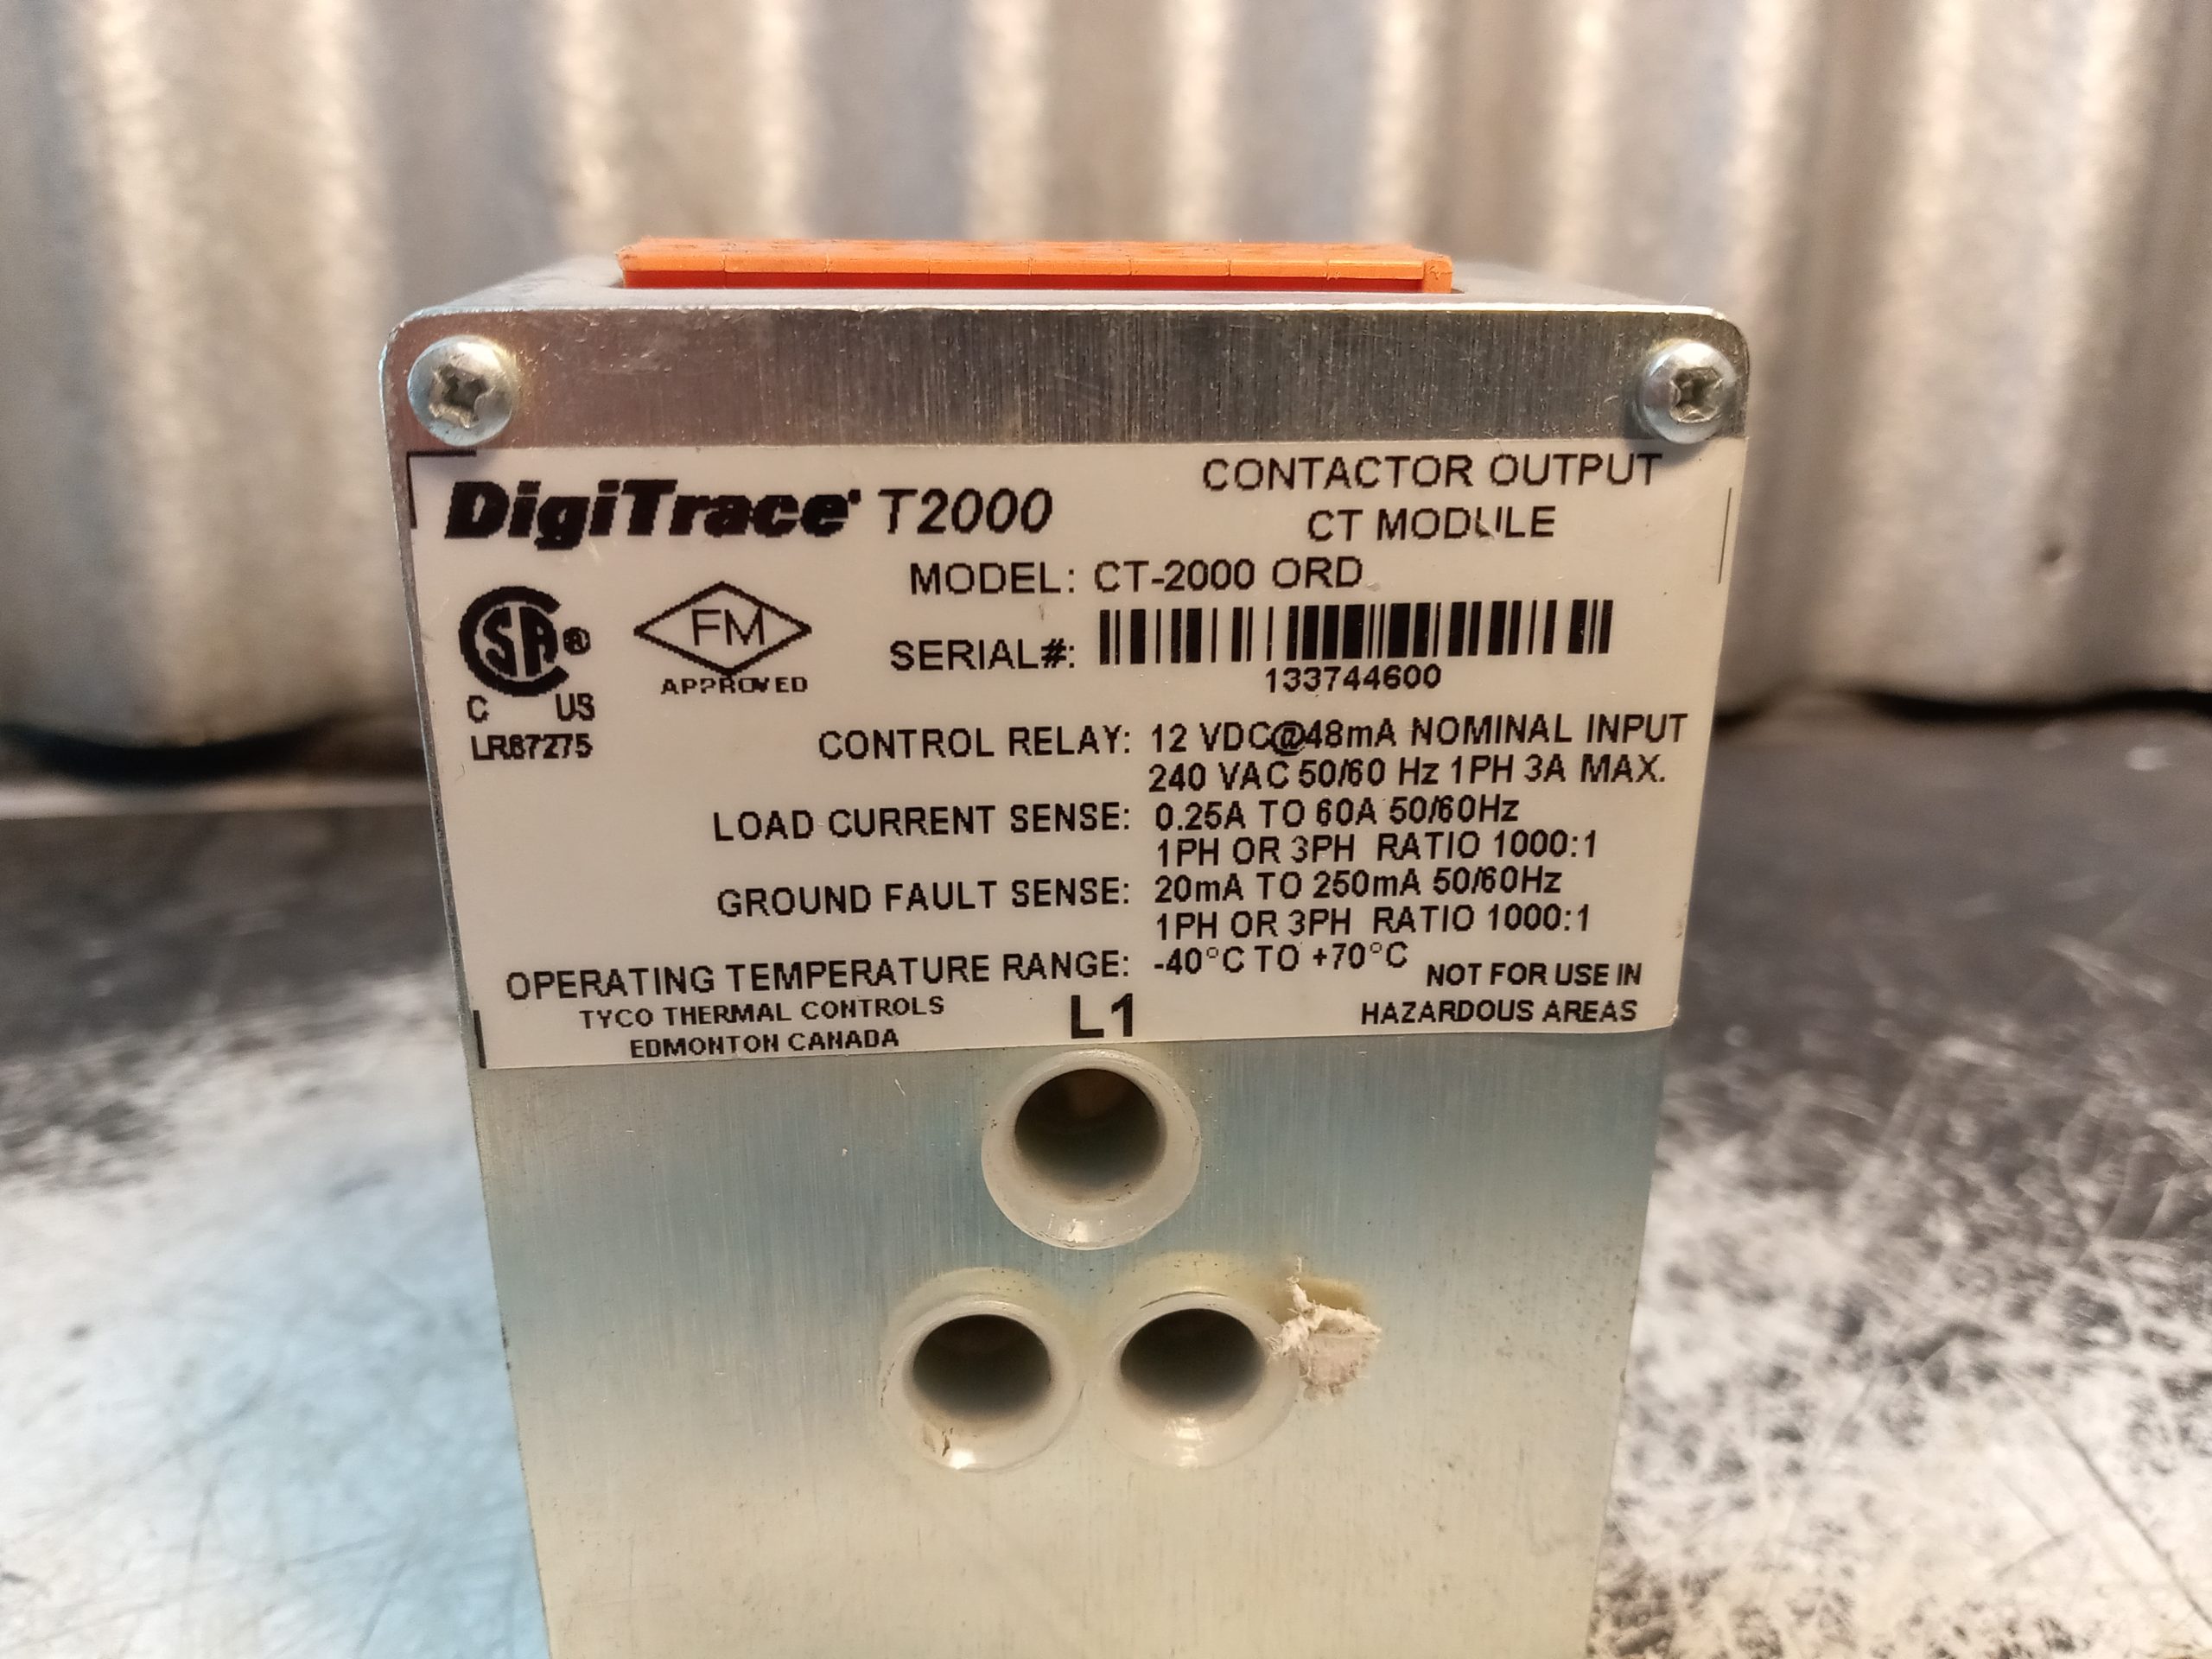 DigiTrace® T2000
CONTACTOR OUTPUT
CT MODULE
MODEL: CT-2000 ORD
SERIAL#:
133744600
CSA®
C US
LR87275
FM
APPROVED
CONTROL RELAY: 12 VDC@48mA NOMINAL INPUT
240 VAC 50/60 Hz 1PH 3A MAX.
LOAD CURRENT SENSE: 0.25A TO 60A 50/60Hz
1PH OR 3PH RATIO 1000:1
GROUND FAULT SENSE: 20mA TO 250mA 50/60Hz
1PH OR 3PH RATIO 1000:1
OPERATING TEMPERATURE RANGE: -40°C TO +70°C
TYCO THERMAL CONTROLS
EDMONTON CANADA
L1
NOT FOR USE IN
HAZARDOUS AREAS